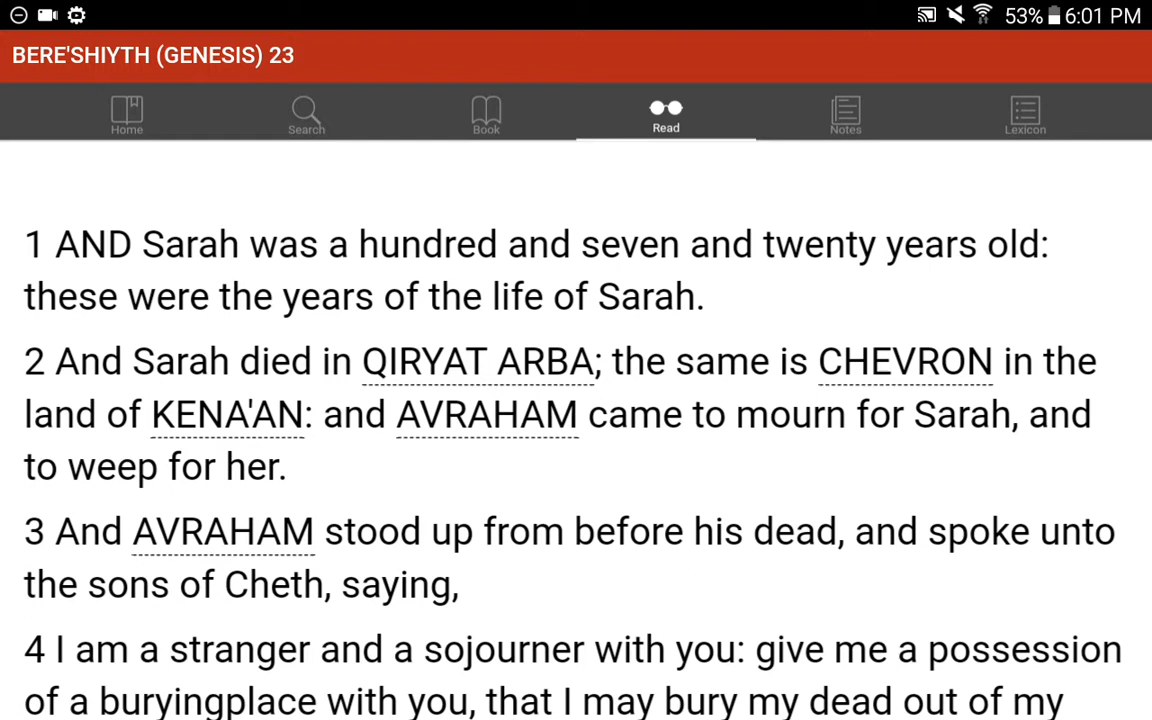 53% 6:01 PM
BERE'SHIYTH (GENESIS) 23
Home Search Book Read Notes Lexicon
1 AND Sarah was a hundred and seven and twenty years old:
these were the years of the life of Sarah.
2 And Sarah died in QIRYAT ARBA; the same is CHEVRON in the
land of KENA'AN: and AVRAHAM came to mourn for Sarah, and
to weep for her.
3 And AVRAHAM stood up from before his dead, and spoke unto
the sons of Cheth, saying,
4 I am a stranger and a sojourner with you: give me a possession
of a buryingplace with you, that I may bury my dead out of my